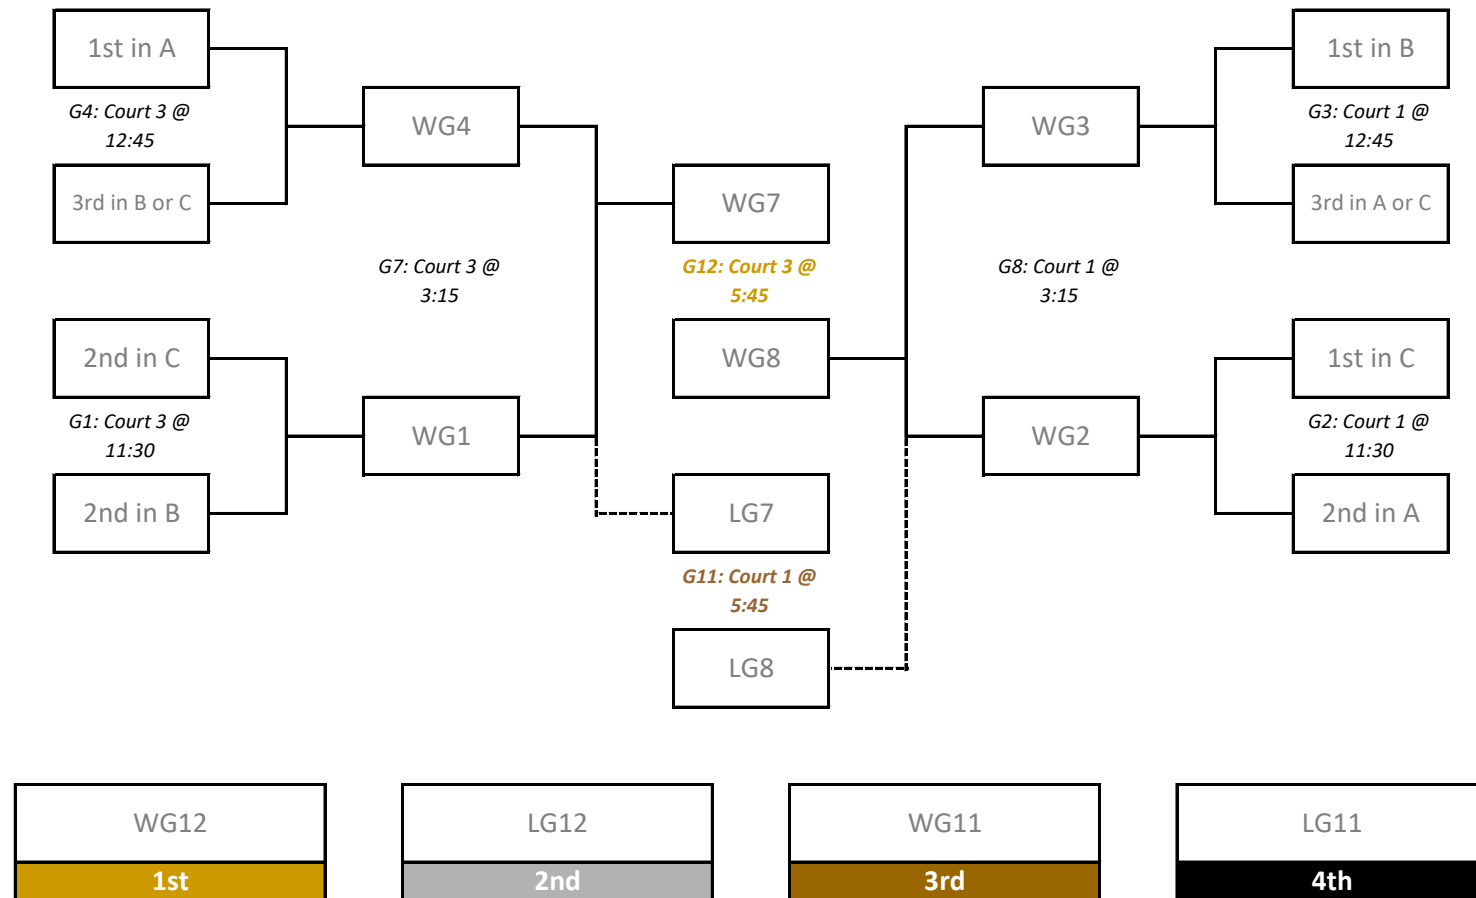 1st in A
1st in B
G4: Court 3 @
12:45
WG4
WG3
G3: Court 1 @
12:45
3rd in B or C
WG7
3rd in A or C
G7: Court 3 @
3:15
G12: Court 3 @
5:45
G8: Court 1 @
3:15
2nd in C
WG8
1st in C
G1: Court 3 @
11:30
WG1
WG2
G2: Court 1 @
11:30
2nd in B
LG7
2nd in A
G11: Court 1 @
5:45
LG8
WG12
LG12
WG11
LG11
1st
2nd
3rd
4th